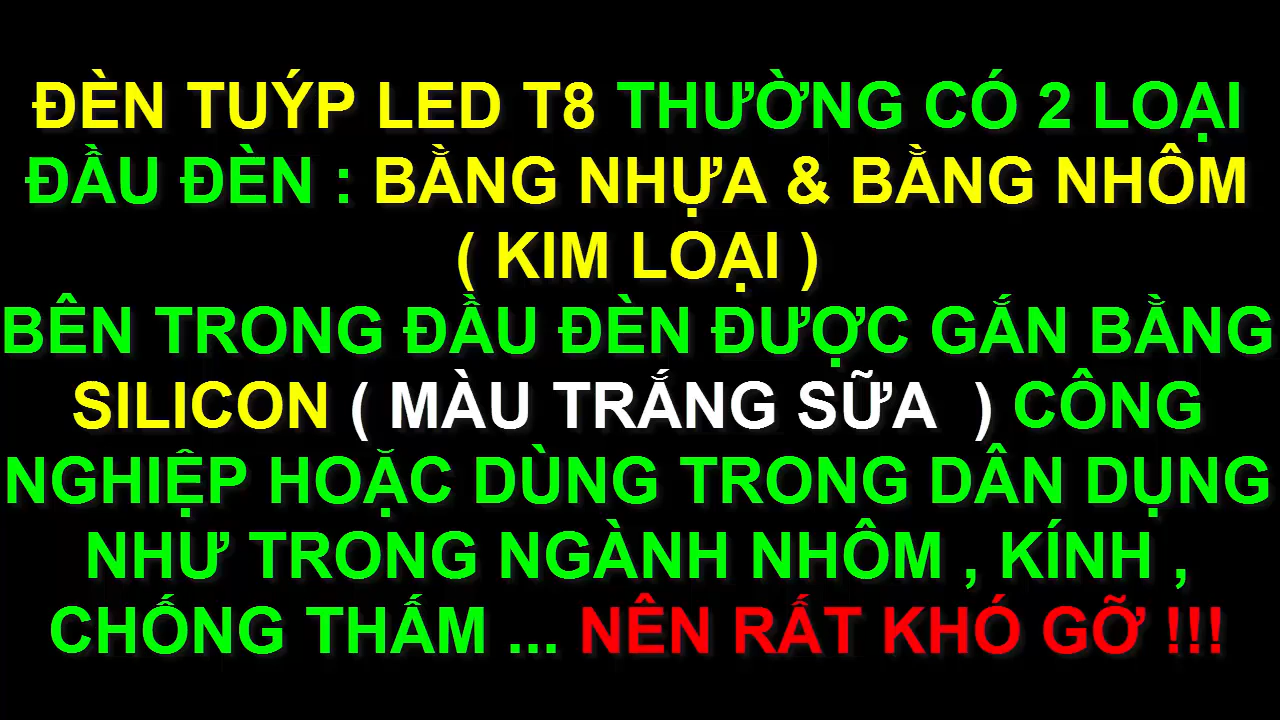 ĐÈN TUÝP LED T8 THƯỜNG CÓ 2 LOẠI
ĐẦU ĐÈN : BẰNG NHỰA & BẰNG NHÔM
( KIM LOẠI )
BÊN TRONG ĐẦU ĐÈN ĐƯỢC GẮN BẰNG
SILICON ( MÀU TRẮNG SỮA  ) CÔNG
NGHIỆP HOẶC DÙNG TRONG DÂN DỤNG
NHƯ TRONG NGÀNH NHÔM , KÍNH ,
CHỐNG THẤM ... NÊN RẤT KHÓ GỠ !!!